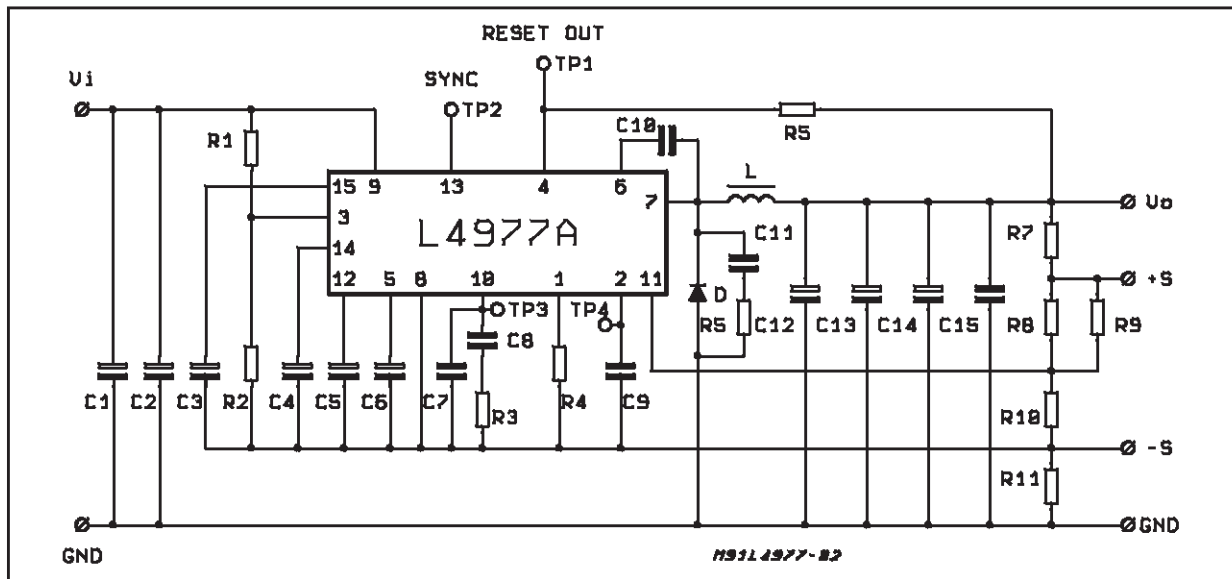 RESET OUT
TP1
Vi
SYNC
TP2
R1
C10
R5
L
15 9 13 4 6
7
Vo
3
L4977A
14
C11
R7
12 5 8 10 1 2 11
+S
TP3
TP4
D
R5
C8
C12
C13
C14
C15
R8
R9
C1
C2
C3
R2
C4
C5
C6
C7
R3
R4
C9
R10
-S
R11
GND
GND
M91L4977-02